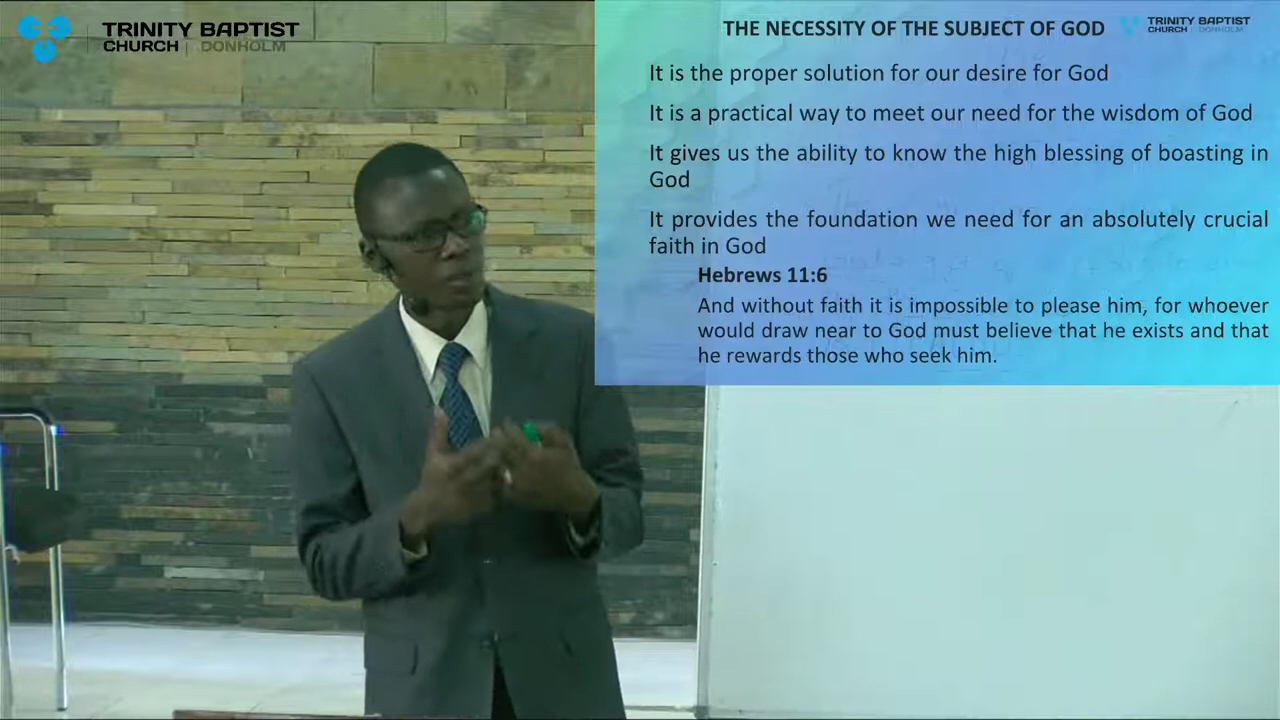 TRINITY BAPTIST
CHURCH | DONHOLM
THE NECESSITY OF THE SUBJECT OF GOD
TRINITY BAPTIST
CHURCH | DONHOLM
It is the proper solution for our desire for God
It is a practical way to meet our need for the wisdom of God
It gives us the ability to know the high blessing of boasting in
God
It provides the foundation we need for an absolutely crucial
faith in God
Hebrews 11:6
And without faith it is impossible to please him, for whoever
would draw near to God must believe that he exists and that
he rewards those who seek him.